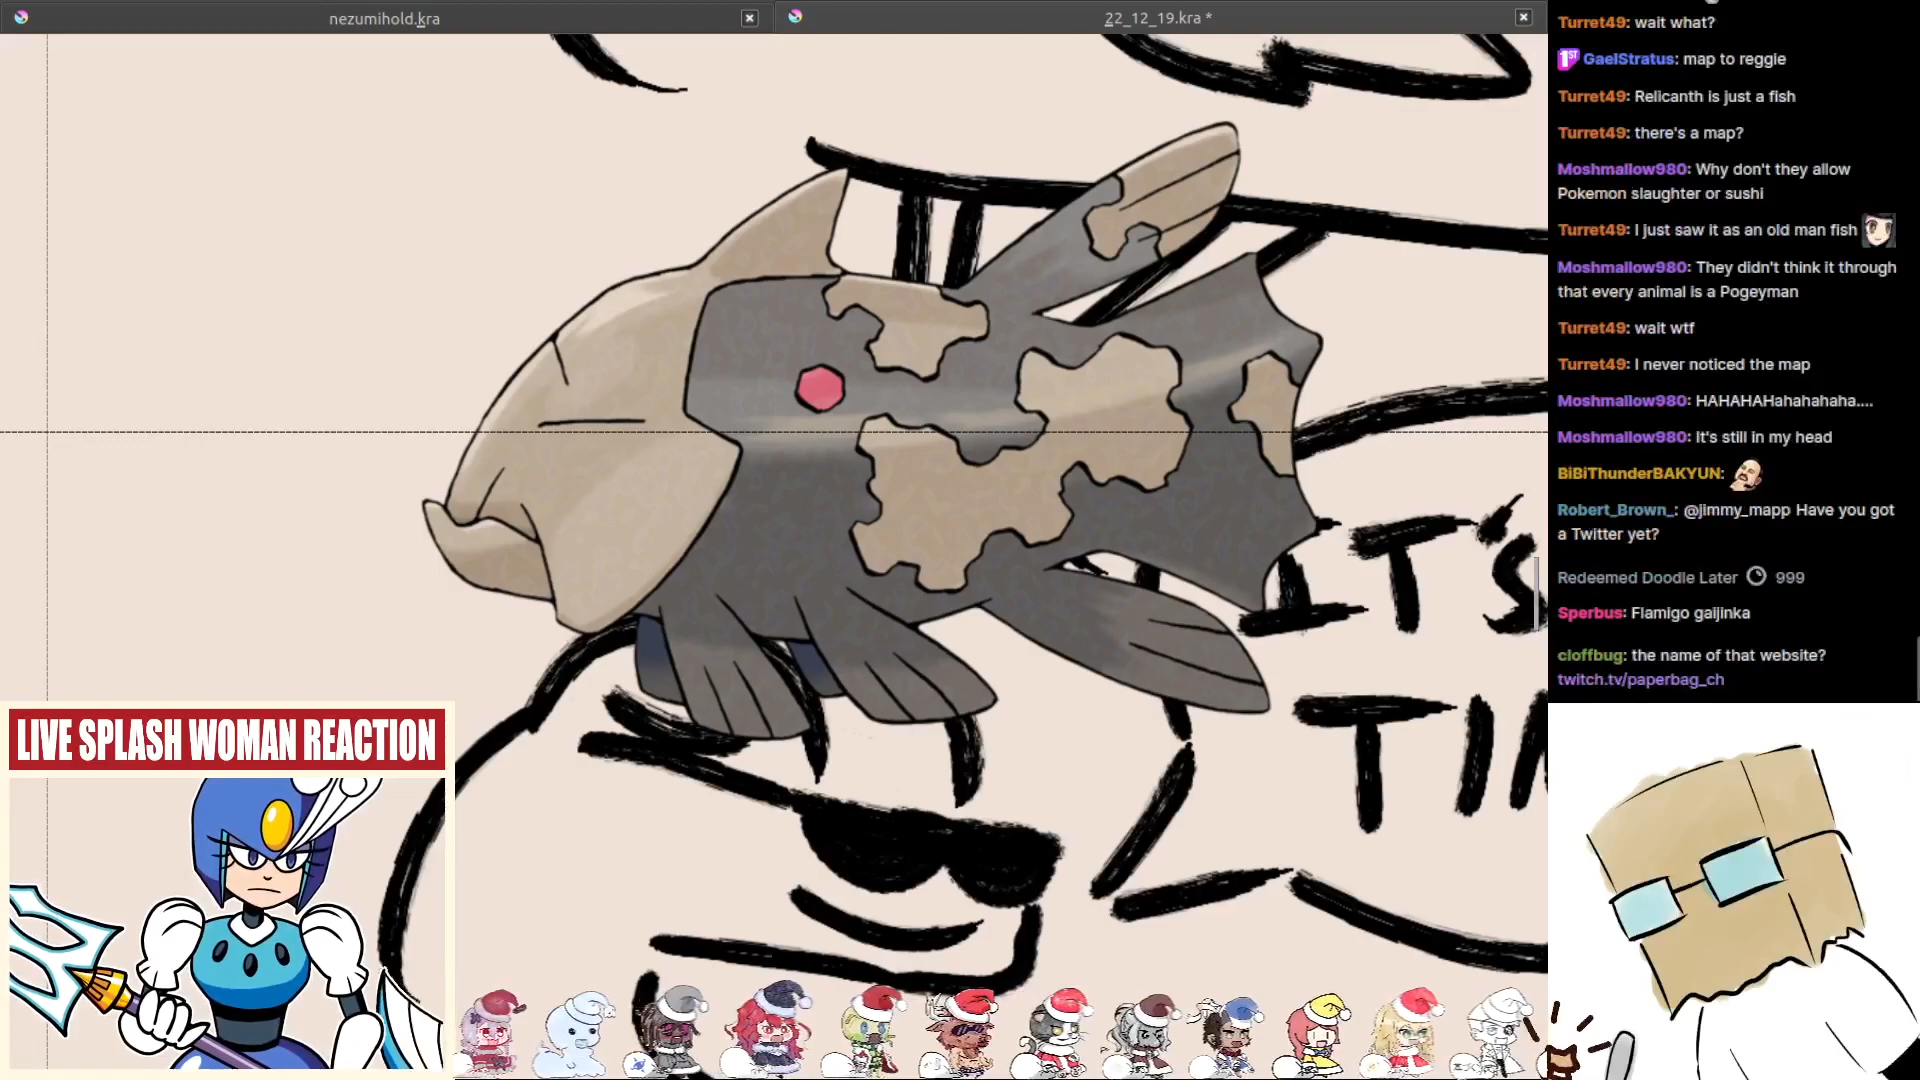 nezumihold.kra
22_12_19.kra *
IT'S
TI
LIVE SPLASH WOMAN REACTION
Turret49: wait what?
GaelStratus: map to reggie
Turret49: Relicanth is just a fish
Turret49: there's a map?
Moshmallow980: Why don't they allow
Pokemon slaughter or sushi
Turret49: I just saw it as an old man fish
Moshmallow980: They didn't think it through
that every animal is a Pogeyman
Turret49: wait wtf
Turret49: I never noticed the map
Moshmallow980: HAHAHAHahahahaha....
Moshmallow980: It's still in my head
BiBiThunderBAKYUN:
Robert_Brown_: @jimmy_mapp Have you got
a Twitter yet?
Redeemed Doodle Later 999
Sperbus: Flamigo gaijinka
cloffbug: the name of that website?
twitch.tv/paperbag_ch